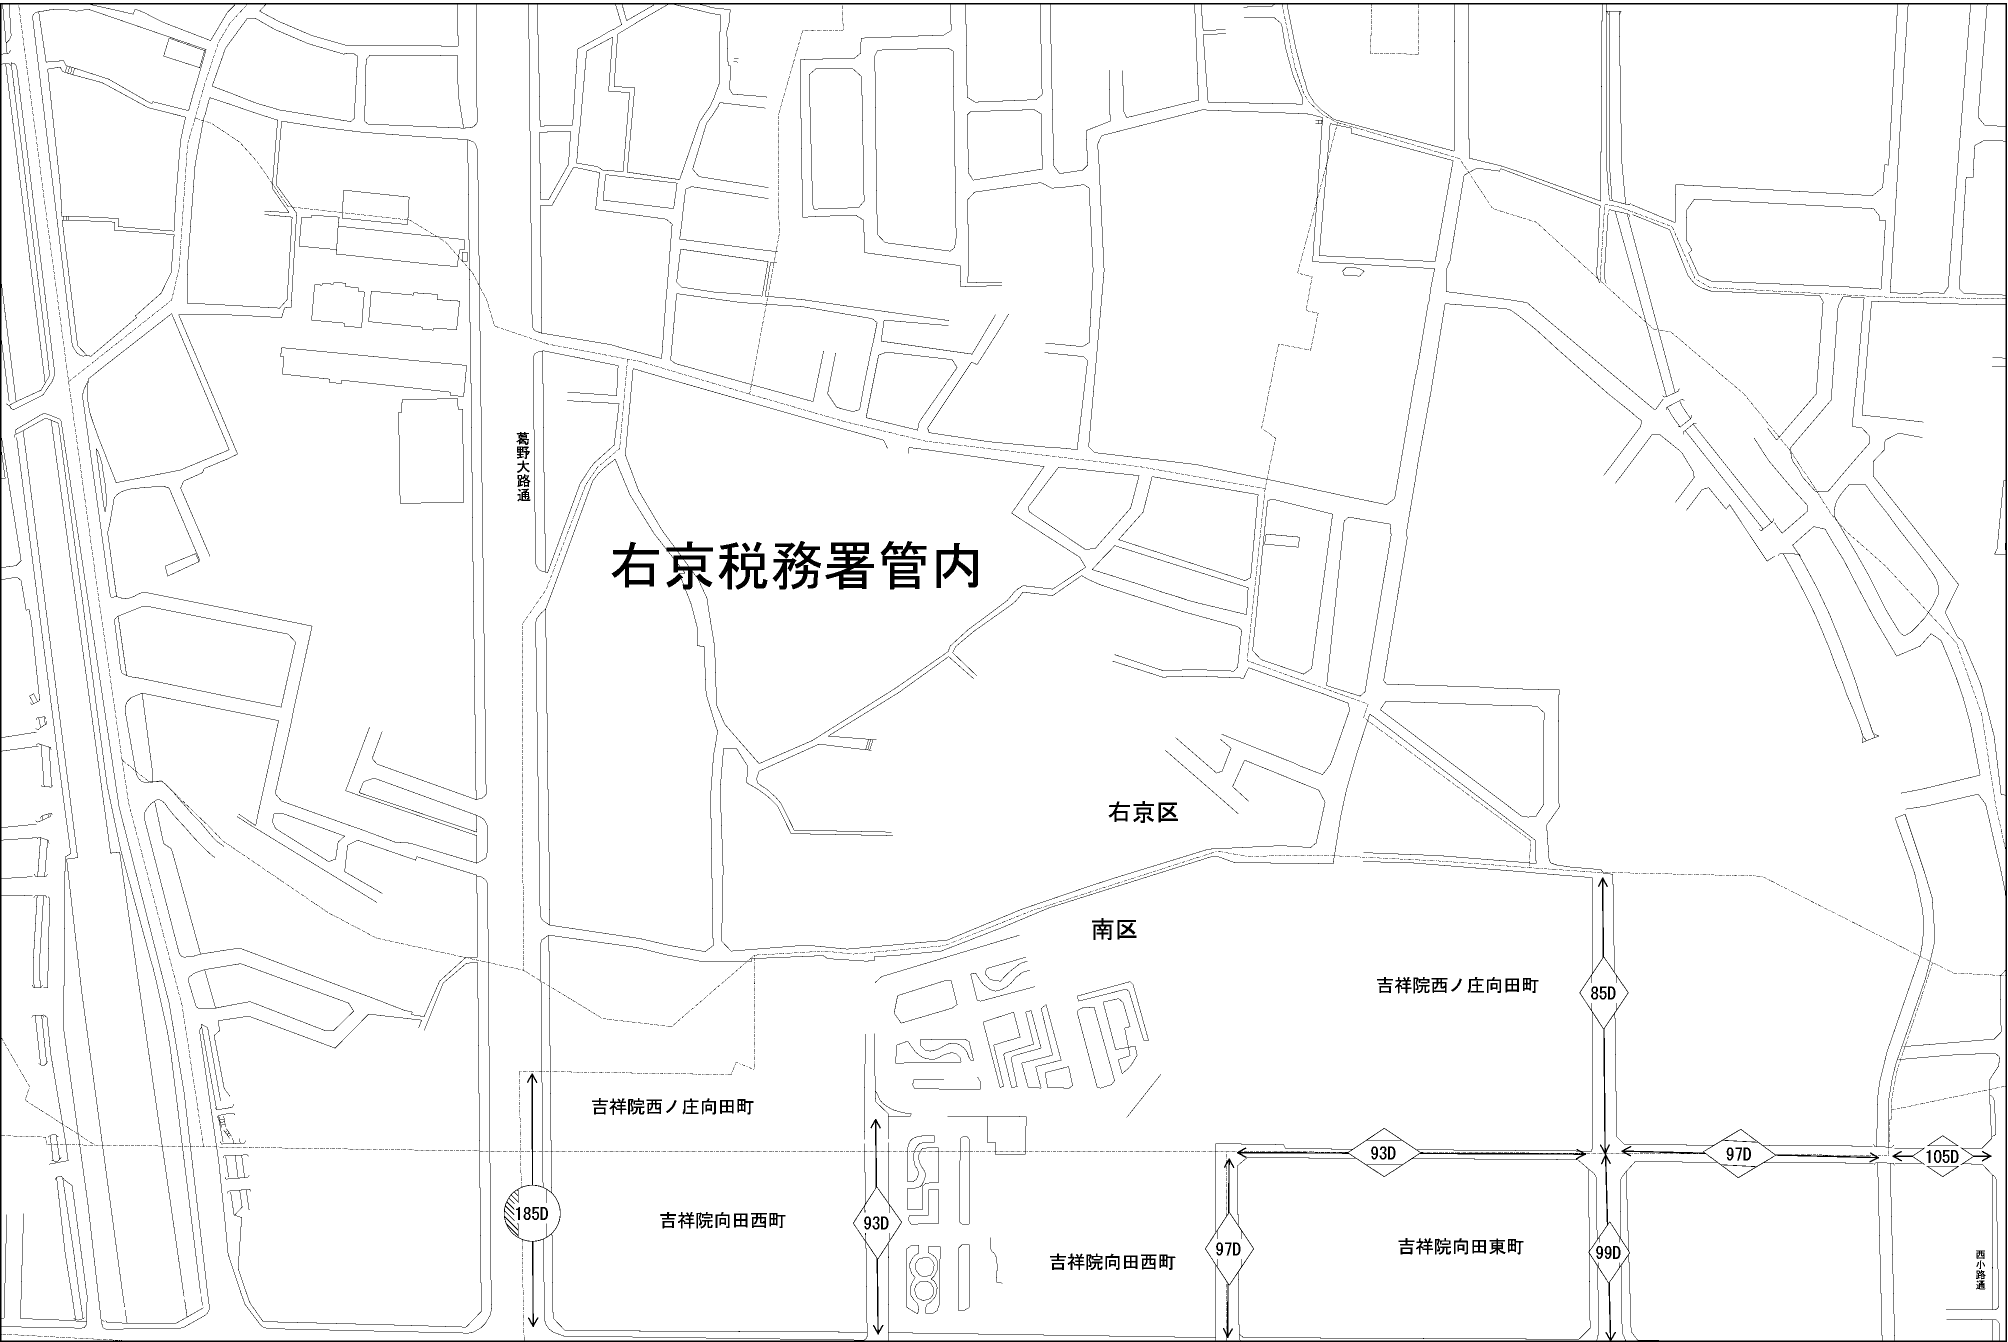 葛野大路通
右京税務署管内
右京区
南区
吉祥院西ノ庄向田町
85D
吉祥院西ノ庄向田町
93D
97D
105D
185D
吉祥院向田西町
93D
吉祥院向田西町
97D
吉祥院向田東町
99D
西小路通